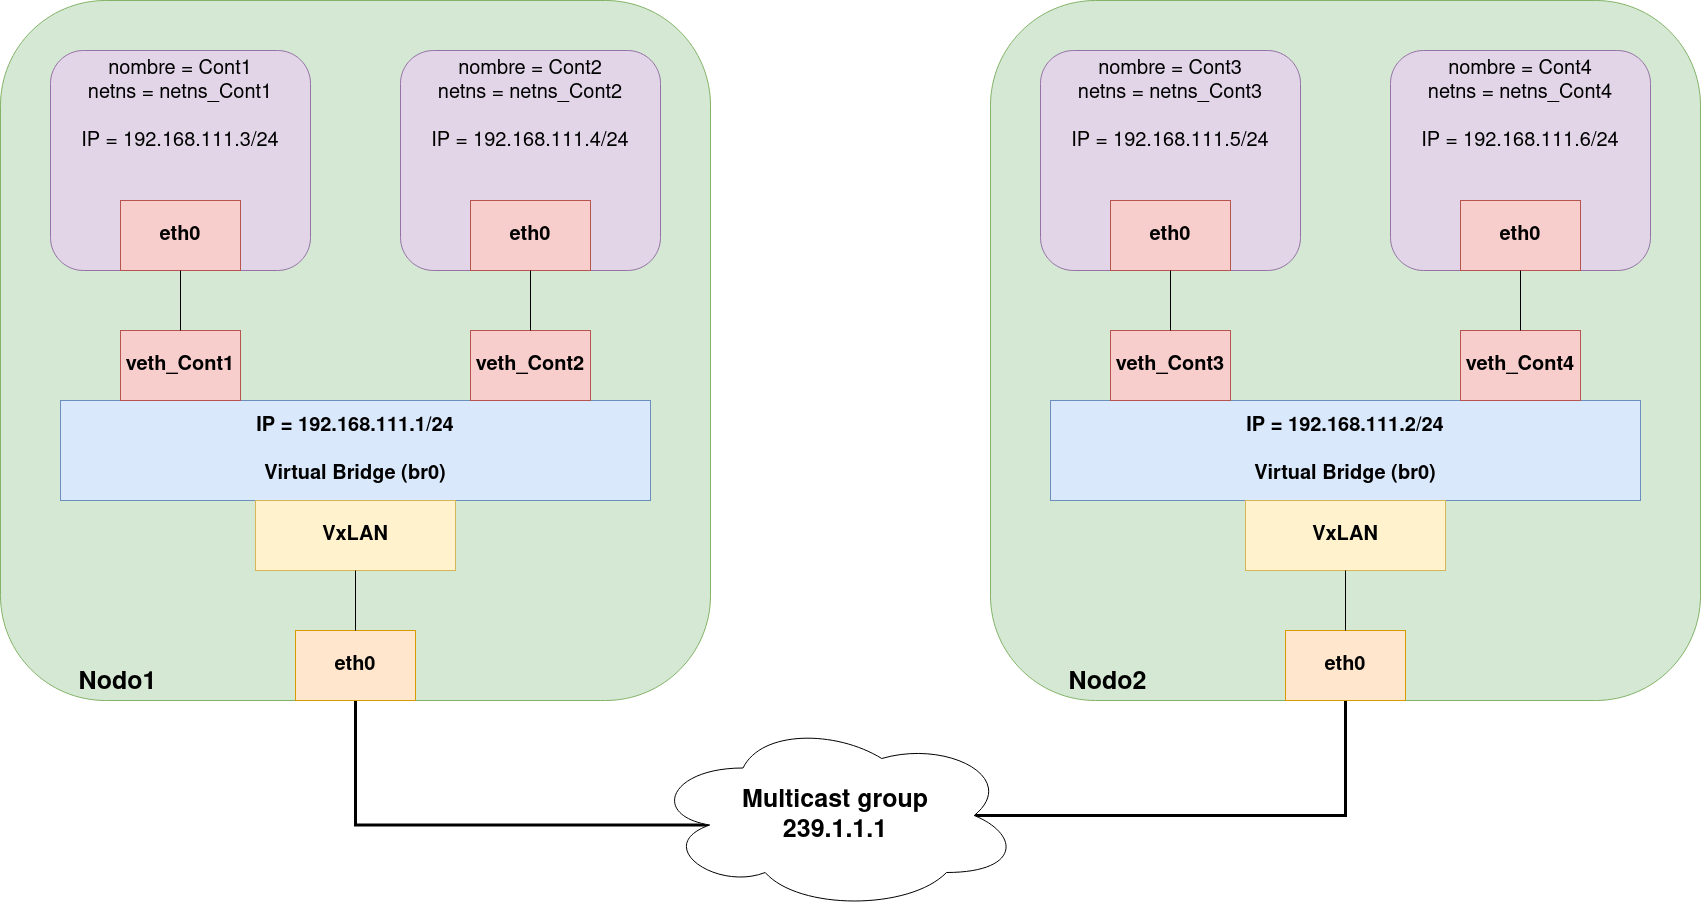 nombre = Cont1
netns = netns_Cont1
IP = 192.168.111.3/24
eth0
veth_Cont1
nombre = Cont2
netns = netns_Cont2
IP = 192.168.111.4/24
eth0
veth_Cont2
IP = 192.168.111.1/24
Virtual Bridge (br0)
VxLAN
eth0
Nodo1
nombre = Cont3
netns = netns_Cont3
IP = 192.168.111.5/24
eth0
veth_Cont3
nombre = Cont4
netns = netns_Cont4
IP = 192.168.111.6/24
eth0
veth_Cont4
IP = 192.168.111.2/24
Virtual Bridge (br0)
VxLAN
eth0
Nodo2
Multicast group
239.1.1.1